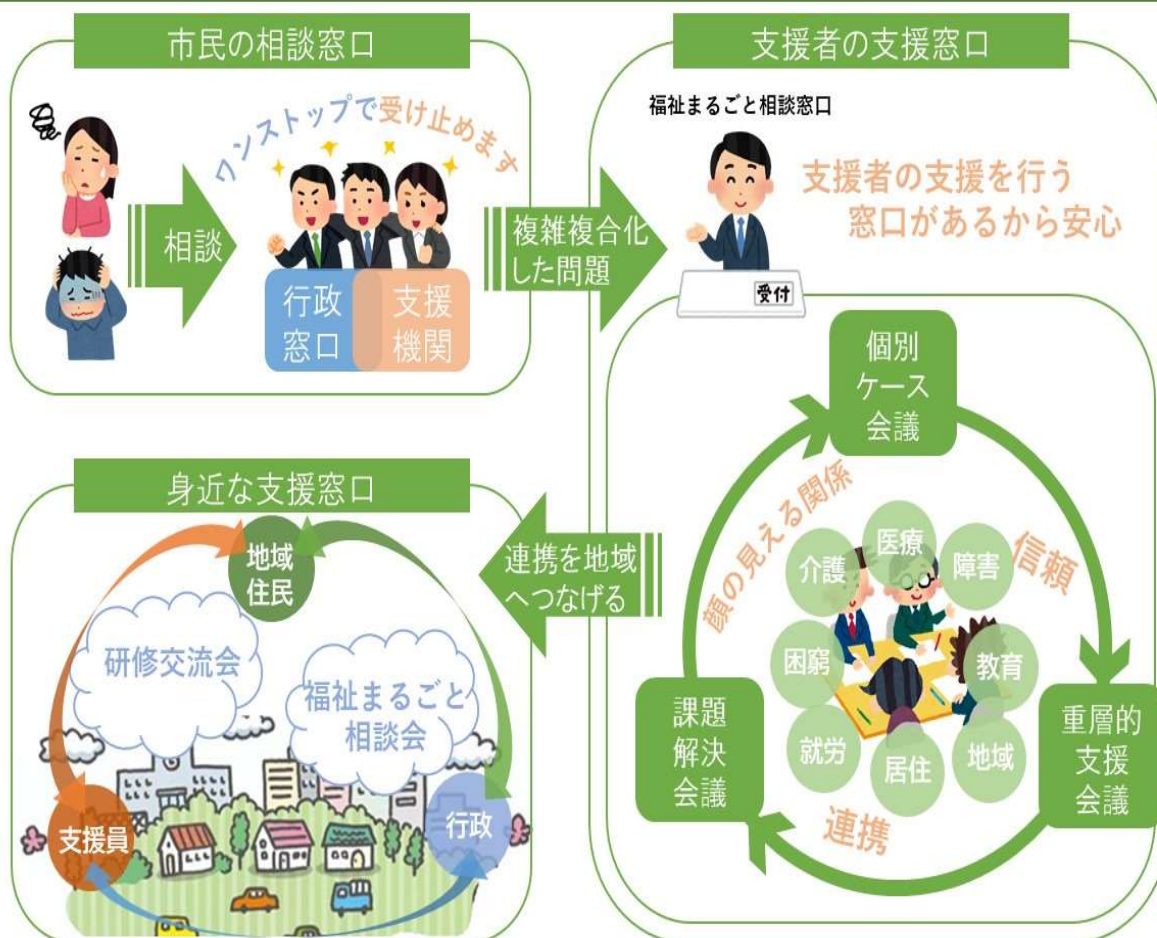 市民の相談窓口
ワンストップで受け止めます
相談
行政
窓口
支援
機関
複雑複合化
した問題
支援者の支援窓口
福祉まるごと相談窓口
支援者の支援を行う
窓口があるから安心
受付
個別
ケース
会議
顔の見える関係
信頼
医療
介護
障害
困窮
教育
就労
居住
地域
課題
解決
会議
重層的
支援
会議
連携
連携を地域
へつなげる
身近な支援窓口
地域
住民
研修交流会
福祉まるごと
相談会
支援員
行政